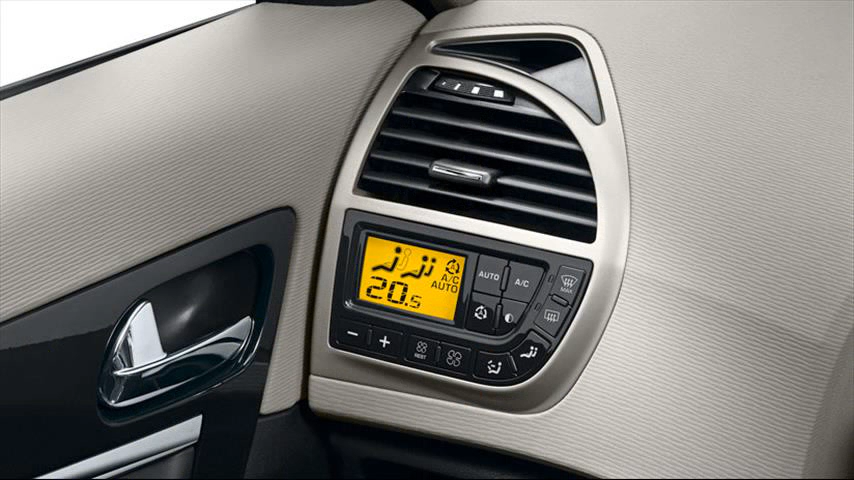 A/C
AUTO
20.5
AUTO
A/C
MAX
− +
REST